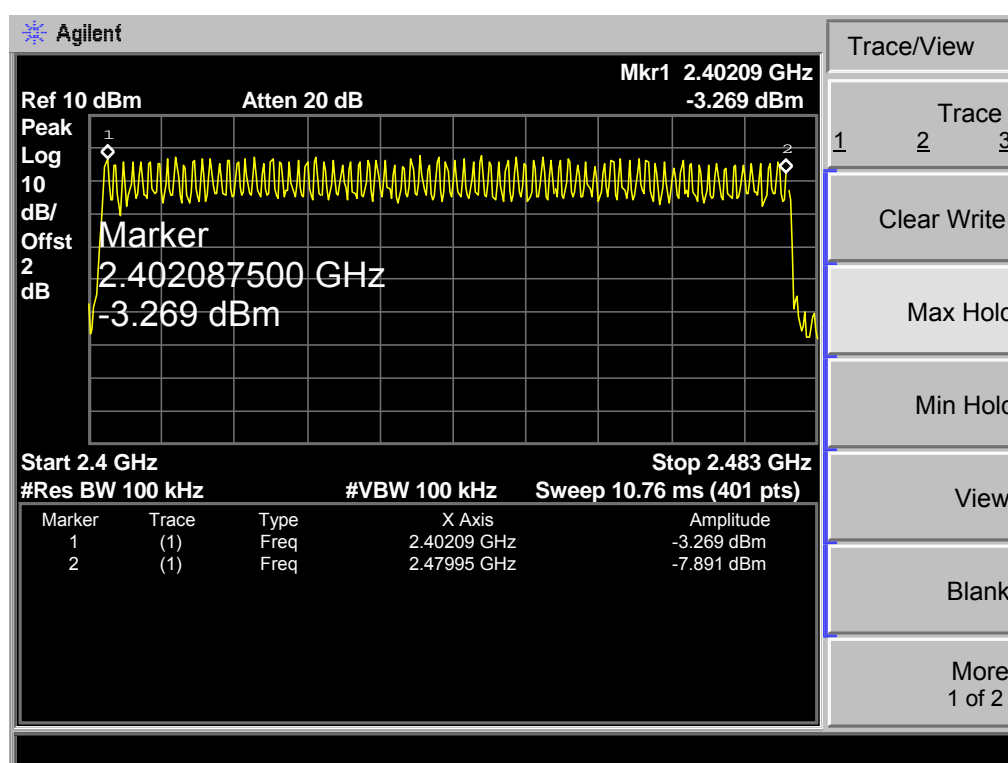 Agilent
Trace/View
Mkr1 2.40209 GHz
Ref 10 dBm Atten 20 dB -3.269 dBm
Peak
Log
10
dB/
Offst
2
dB
1
2
Marker
2.402087500 GHz
-3.269 dBm
Start 2.4 GHz Stop 2.483 GHz
#Res BW 100 kHz #VBW 100 kHz Sweep 10.76 ms (401 pts)
Marker Trace Type X Axis Amplitude
1 (1) Freq 2.40209 GHz -3.269 dBm
2 (1) Freq 2.47995 GHz -7.891 dBm
Trace
1 2 3
Clear Write
Max Hold
Min Hold
View
Blank
More
1 of 2